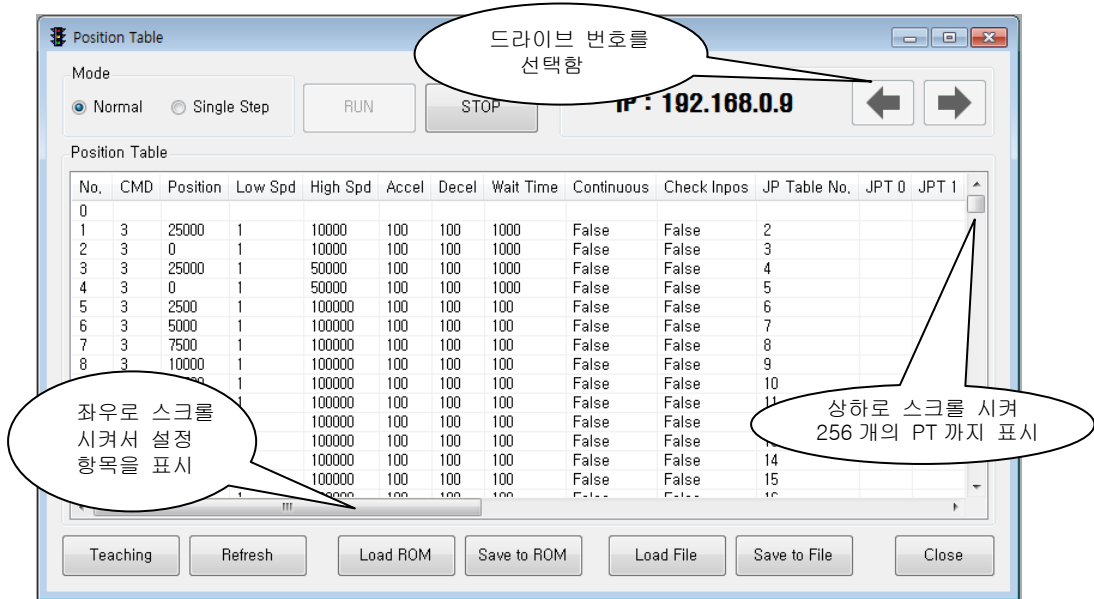 Position Table
드라이브 번호를
선택함
Mode
Normal Single Step RUN STOP IP : 192.168.0.9
Position Table
No. CMD Position Low Spd High Spd Accel Decel Wait Time Continuous Check Inpos JP Table No. JPT 0 JPT 1
0
1 3 25000 1 10000 100 100 1000 False False 2
2 3 0 1 10000 100 100 1000 False False 3
3 3 25000 1 50000 100 100 1000 False False 4
4 3 0 1 50000 100 100 1000 False False 5
5 3 2500 1 100000 100 100 100 False False 6
6 3 5000 1 100000 100 100 100 False False 7
7 3 7500 1 100000 100 100 100 False False 8
8 3 10000 1 100000 100 100 100 False False 9
1 100000 100 100 100 False False 10
1 100000 100 100 100 False False
100000 100 100 100 False False
100000 100 100 100 False False
100000 100 100 100 False False 14
100000 100 100 100 False False 15
좌우로 스크롤
시켜서 설정
항목을 표시
상하로 스크롤 시켜
256 개의 PT 까지 표시
Teaching Refresh Load ROM Save to ROM Load File Save to File Close